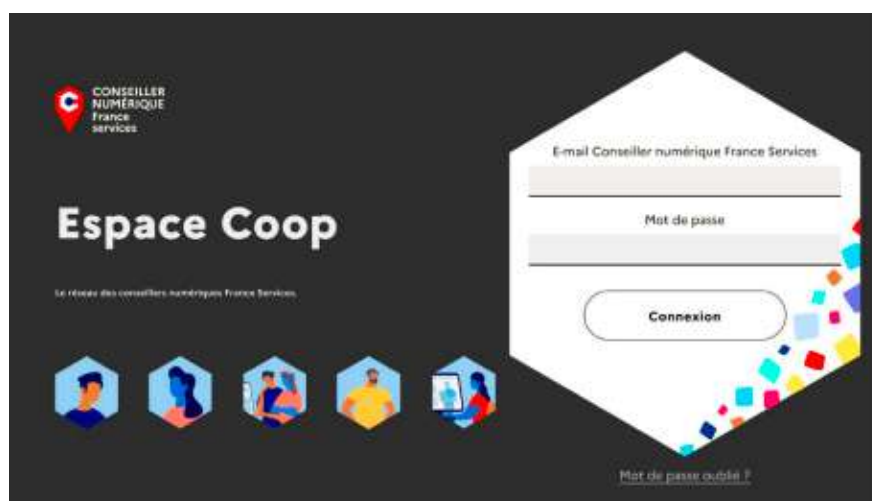 CONSEILLER
NUMÉRIQUE
France
services
Espace Coop
Le réseau des conseillers numériques France Services.
E-mail Conseiller numérique France Services
Mot de passe
Connexion
Mot de passe oublié ?